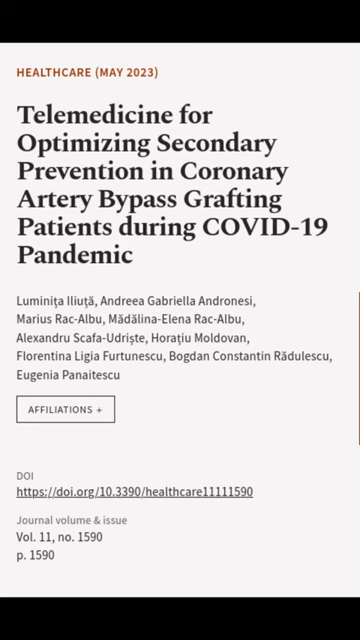 HEALTHCARE (MAY 2023)
Telemedicine for
Optimizing Secondary
Prevention in Coronary
Artery Bypass Grafting
Patients during COVID-19
Pandemic
Luminița Iliuță, Andreea Gabriella Andronesi,
Marius Rac-Albu, Mădălina-Elena Rac-Albu,
Alexandru Scafa-Udriște, Horațiu Moldovan,
Florentina Ligia Furtunescu, Bogdan Constantin Rădulescu,
Eugenia Panaitescu
AFFILIATIONS +
DOI
https://doi.org/10.3390/healthcare11111590
Journal volume & issue
Vol. 11, no. 1590
p. 1590